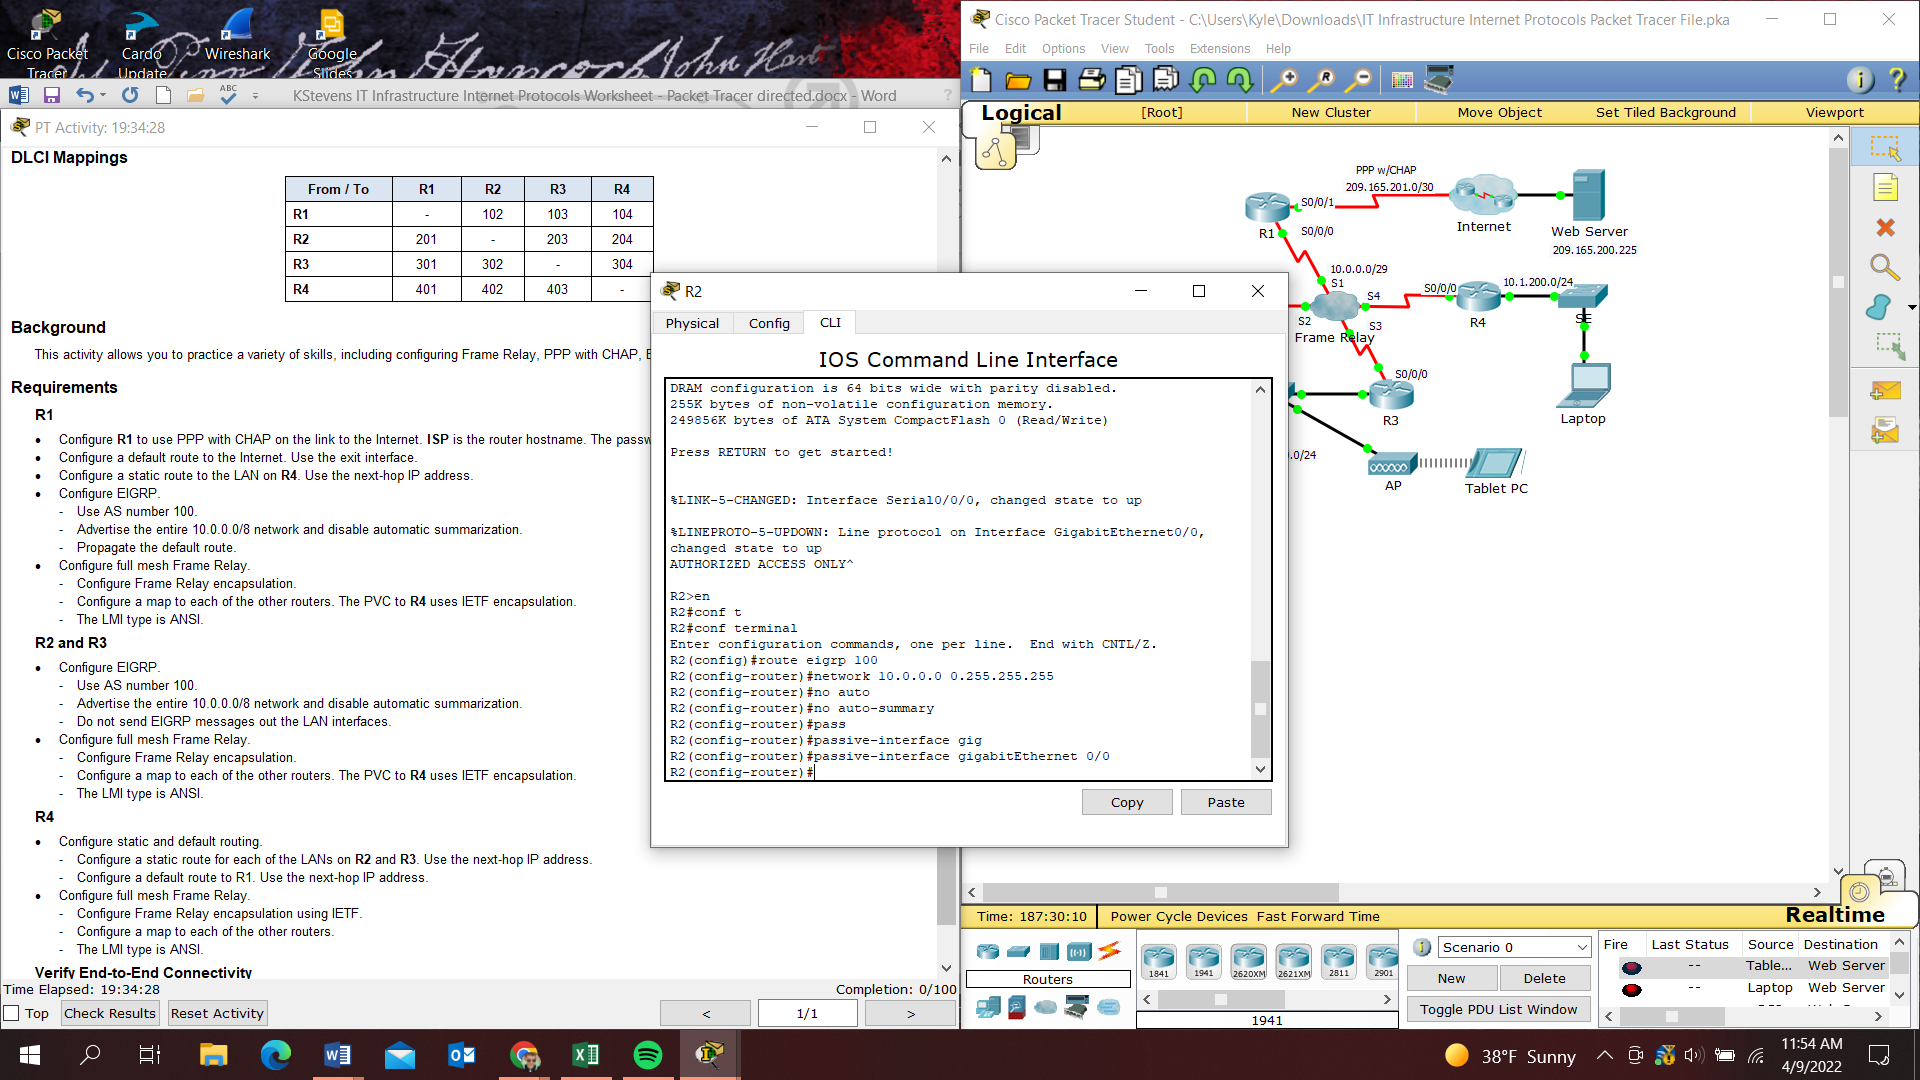 Cisco Packet Tracer
Cardo Update
Wireshark
Google Slides
ABC
KStevens IT Infrastructure Internet Protocols Worksheet - Packet Tracer directed.docx - Word
PT Activity: 19:34:28
DLCI Mappings
From / To R1 R2 R3 R4
R1 - 102 103 104
R2 201 - 203 204
R3 301 302 - 304
R4 401 402 403 -
Background
This activity allows you to practice a variety of skills, including configuring Frame Relay, PPP with CHAP, E
Requirements
R1
• Configure R1 to use PPP with CHAP on the link to the Internet. ISP is the router hostname. The passw
• Configure a default route to the Internet. Use the exit interface.
• Configure a static route to the LAN on R4. Use the next-hop IP address.
• Configure EIGRP.
- Use AS number 100.
- Advertise the entire 10.0.0.0/8 network and disable automatic summarization.
- Propagate the default route.
• Configure full mesh Frame Relay.
- Configure Frame Relay encapsulation.
- Configure a map to each of the other routers. The PVC to R4 uses IETF encapsulation.
- The LMI type is ANSI.
R2 and R3
• Configure EIGRP.
- Use AS number 100.
- Advertise the entire 10.0.0.0/8 network and disable automatic summarization.
- Do not send EIGRP messages out the LAN interfaces.
• Configure full mesh Frame Relay.
- Configure Frame Relay encapsulation.
- Configure a map to each of the other routers. The PVC to R4 uses IETF encapsulation.
- The LMI type is ANSI.
R4
• Configure static and default routing.
- Configure a static route for each of the LANs on R2 and R3. Use the next-hop IP address.
- Configure a default route to R1. Use the next-hop IP address.
• Configure full mesh Frame Relay.
- Configure Frame Relay encapsulation using IETF.
- Configure a map to each of the other routers.
- The LMI type is ANSI.
Verify End-to-End Connectivity
Time Elapsed: 19:34:28
Completion: 0/100
Top
Check Results
Reset Activity
<
1/1
>
R2
Physical
Config
CLI
IOS Command Line Interface
DRAM configuration is 64 bits wide with parity disabled.
255K bytes of non-volatile configuration memory.
249856K bytes of ATA System CompactFlash 0 (Read/Write)
Press RETURN to get started!
%LINK-5-CHANGED: Interface Serial0/0/0, changed state to up
%LINEPROTO-5-UPDOWN: Line protocol on Interface GigabitEthernet0/0,
changed state to up
AUTHORIZED ACCESS ONLY^
R2>en
R2#conf t
R2#conf terminal
Enter configuration commands, one per line. End with CNTL/Z.
R2(config)#route eigrp 100
R2(config-router)#network 10.0.0.0 0.255.255.255
R2(config-router)#no auto
R2(config-router)#no auto-summary
R2(config-router)#pass
R2(config-router)#passive-interface gig
R2(config-router)#passive-interface gigabitEthernet 0/0
R2(config-router)#
Copy
Paste
Cisco Packet Tracer Student - C:\Users\Kyle\Downloads\IT Infrastructure Internet Protocols Packet Tracer File.pka
File Edit Options View Tools Extensions Help
Logical
[Root]
New Cluster
Move Object
Set Tiled Background
Viewport
PPP w/CHAP
209.165.201.0/30
S0/0/1
R1
S0/0/0
Internet
Web Server
209.165.200.225
10.0.0.0/29
S1
S4
S2
S3
Frame Relay
S0/0/0
R4
10.1.200.0/24
SE
Laptop
S0/0/0
R3
.0/24
AP
Tablet PC
Time: 187:30:10
Power Cycle Devices Fast Forward Time
Realtime
Routers
1841
1941
2620XM
2621XM
2811
2901
1941
Scenario 0
New
Delete
Toggle PDU List Window
Fire Last Status Source Destination
-- Table... Web Server
-- Laptop Web Server
38°F Sunny
11:54 AM
4/9/2022